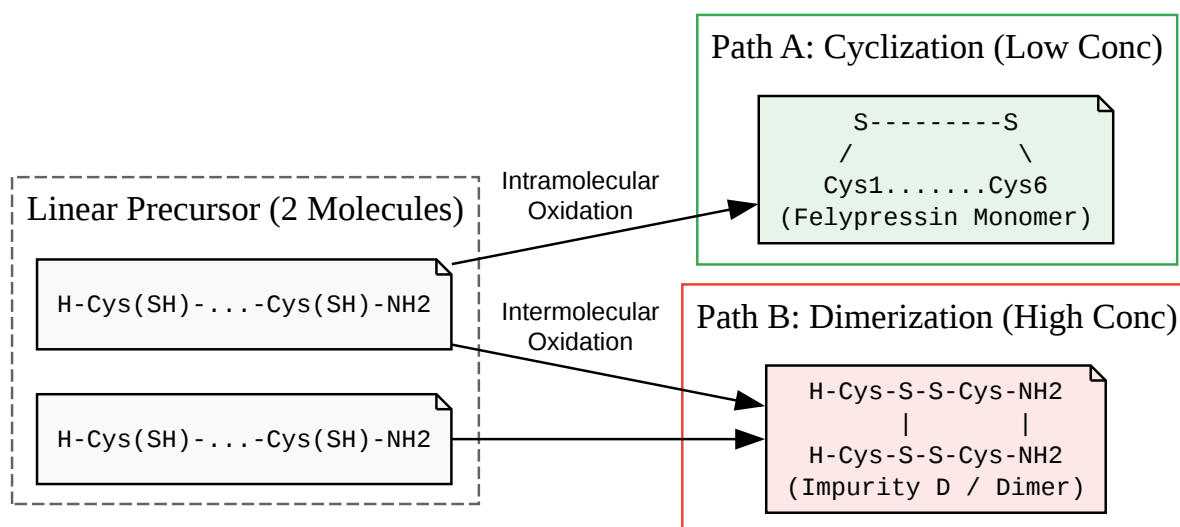 Linear Precursor (2 Molecules)
H-Cys(SH)-...-Cys(SH)-NH2
H-Cys(SH)-...-Cys(SH)-NH2
Intramolecular
Oxidation
Intermolecular
Oxidation
Path A: Cyclization (Low Conc)
S---------S
/ \
Cys1.......Cys6
(Felypressin Monomer)
Path B: Dimerization (High Conc)
H-Cys-S-S-Cys-NH2
| |
H-Cys-S-S-Cys-NH2
(Impurity D / Dimer)